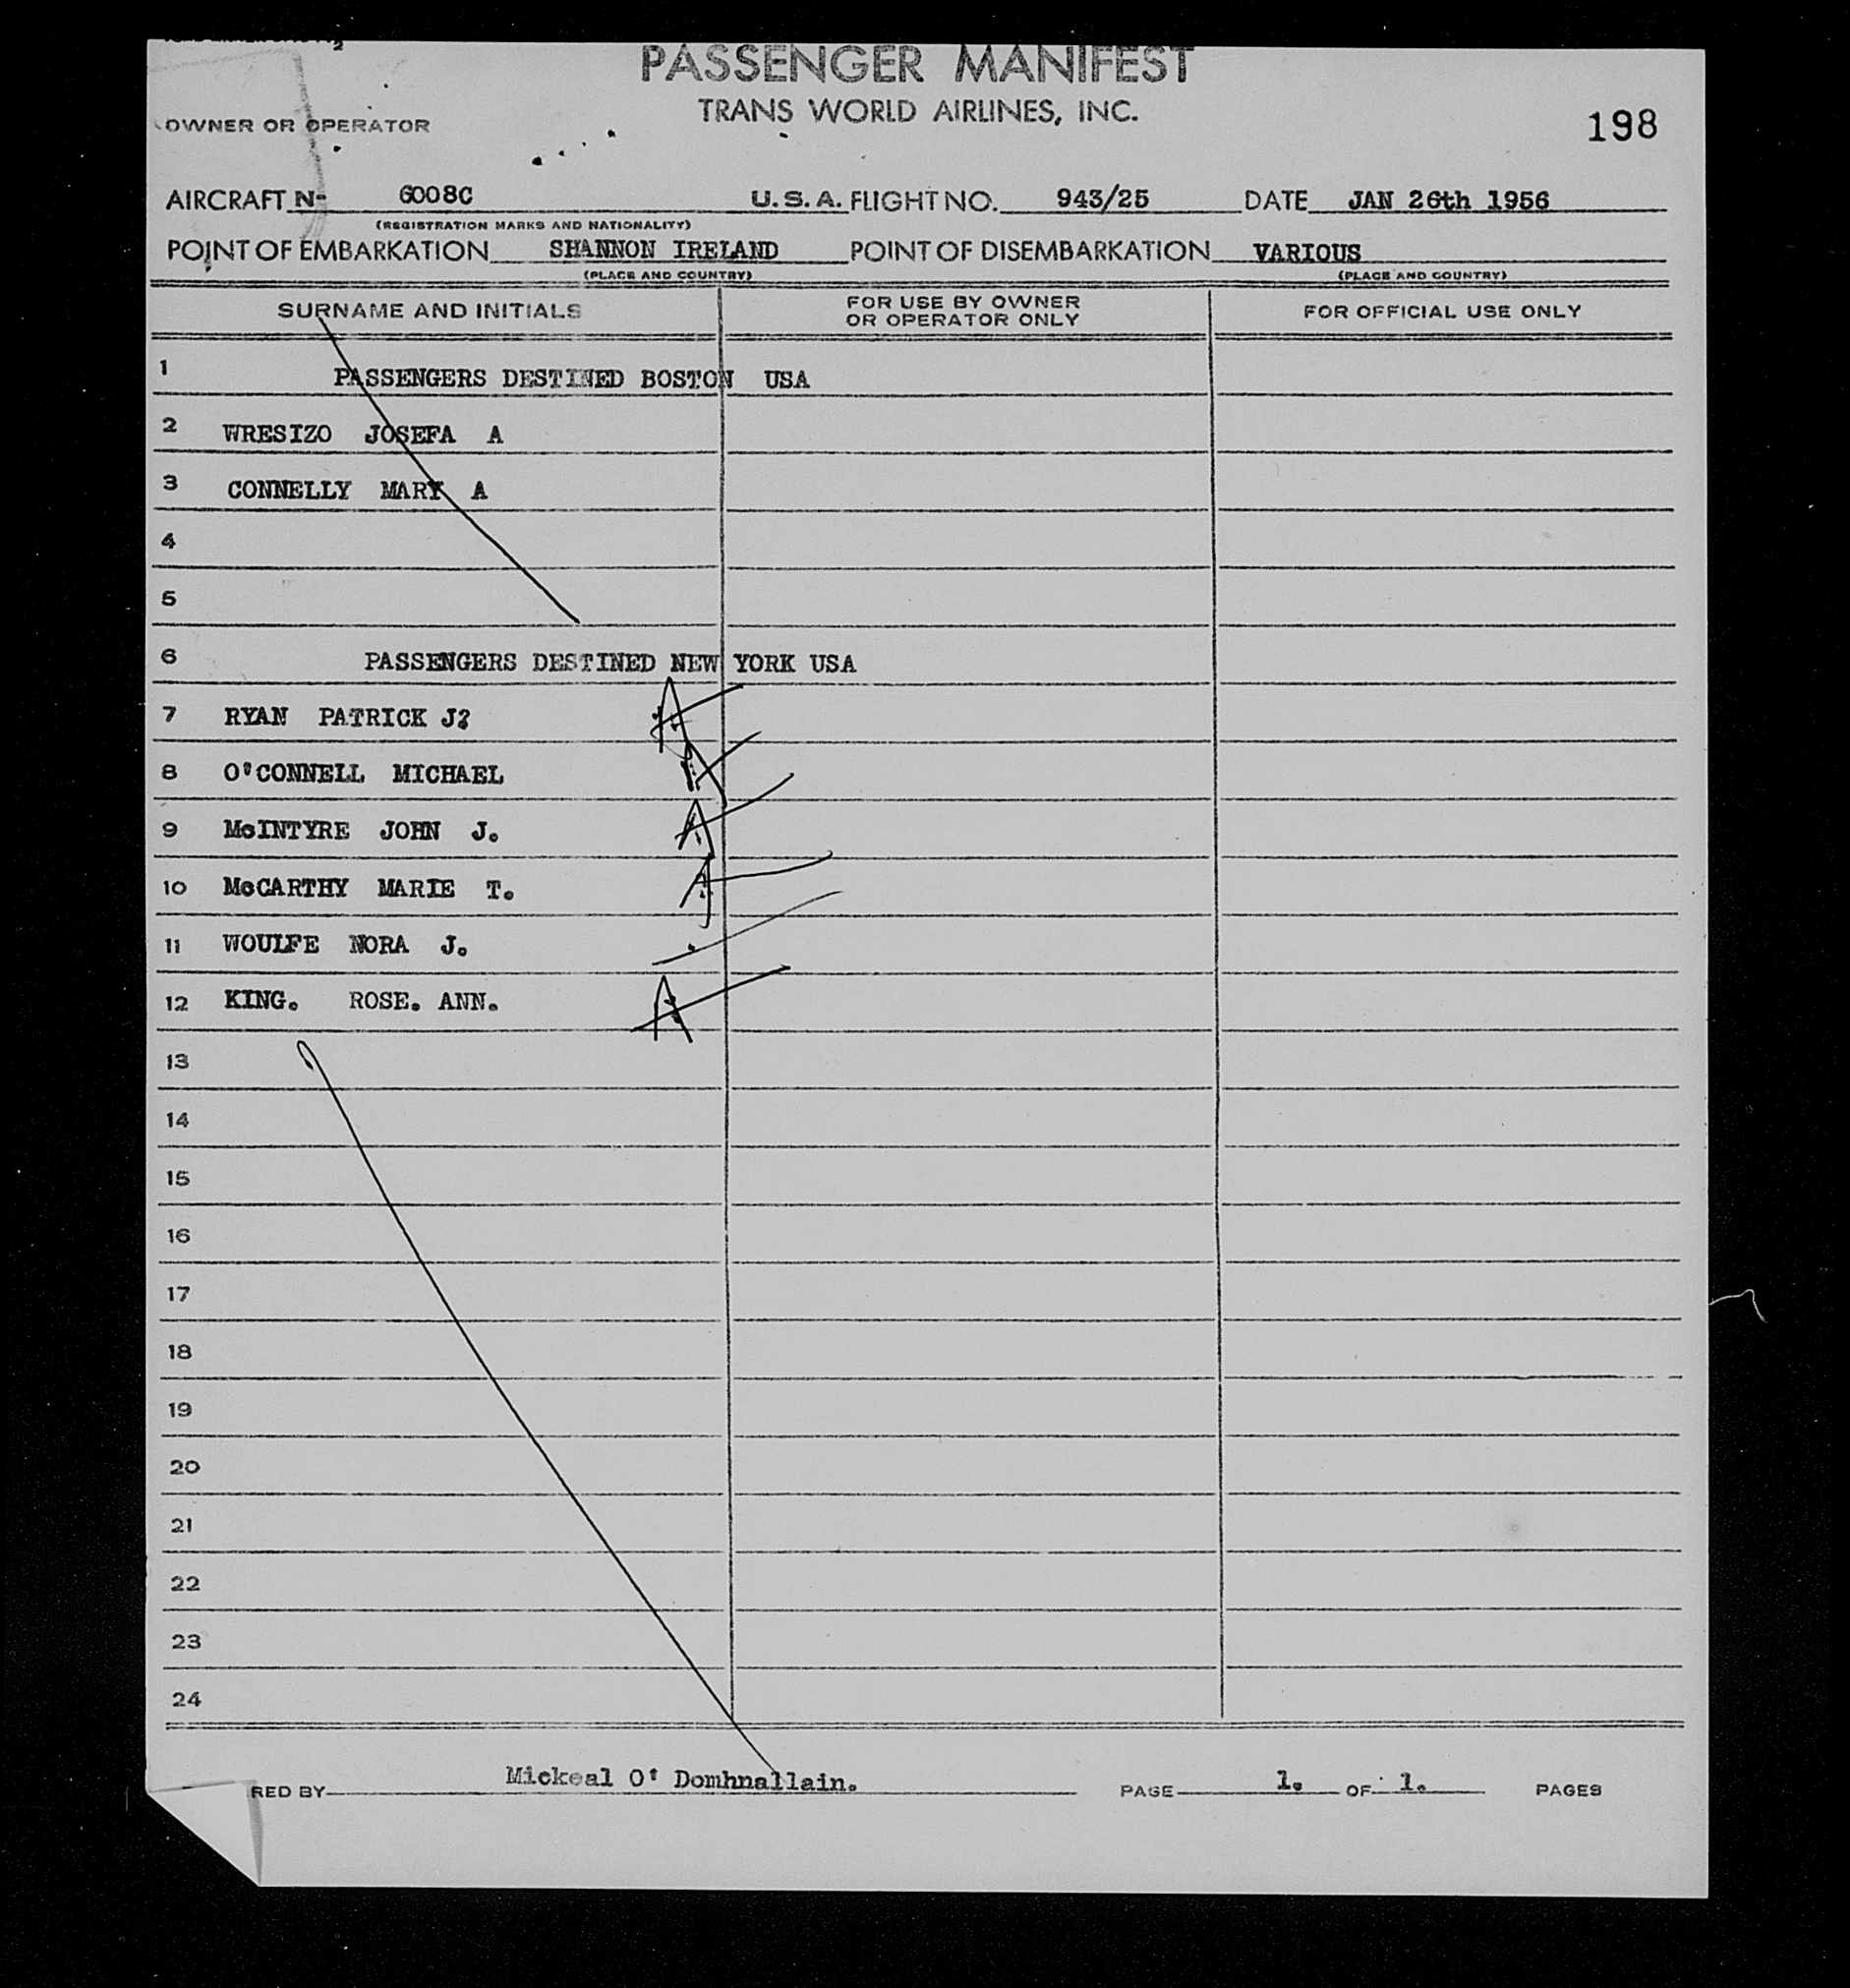 PASSENGER MANIFEST
TRANS WORLD AIRLINES, INC.
OWNER OR OPERATOR
198
AIRCRAFT N- 6008C U.S.A. FLIGHT NO. 943/25 DATE JAN 26th 1956
(REGISTRATION MARKS AND NATIONALITY)
POINT OF EMBARKATION SHANNON IRELAND POINT OF DISEMBARKATION VARIOUS
(PLACE AND COUNTRY) (PLACE AND COUNTRY)
SURNAME AND INITIALS FOR USE BY OWNER OR OPERATOR ONLY FOR OFFICIAL USE ONLY
1 PASSENGERS DESTINED BOSTON USA
2 WRESIZO JOSEFA A
3 CONNELLY MARY A
4
5
6 PASSENGERS DESTINED NEW YORK USA
7 RYAN PATRICK J? A
8 O'CONNELL MICHAEL A
9 McINTYRE JOHN J. A
10 McCARTHY MARIE T. A
11 WOULFE NORA J.
12 KING. ROSE. ANN. A
13
14
15
16
17
18
19
20
21
22
23
24
RED BY Mickeal O' Domhnallain. PAGE 1. OF 1. PAGES